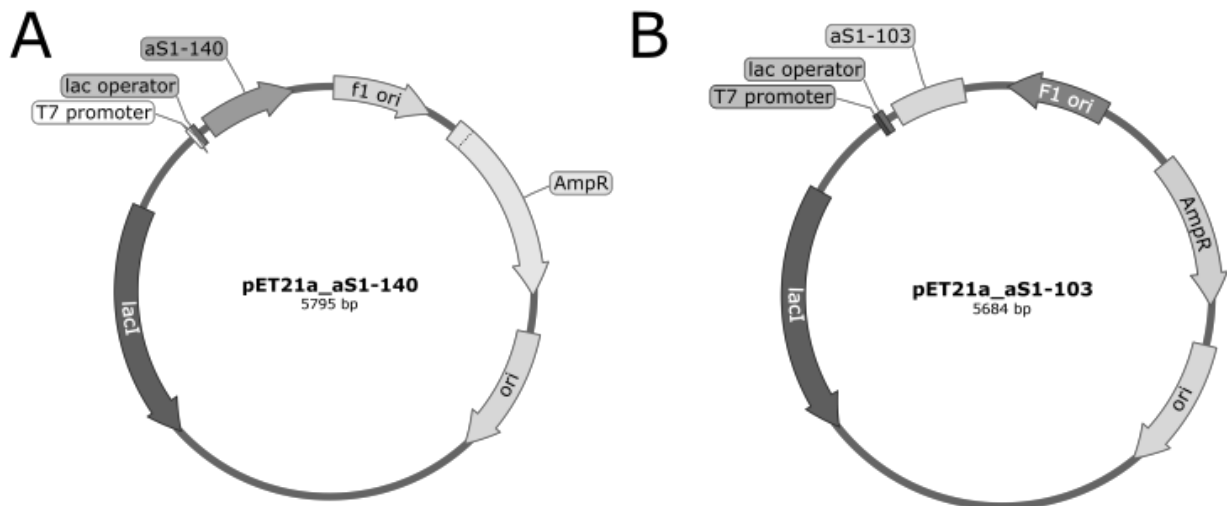 A
aS1-140
lac operator
T7 promoter
f1 ori
AmpR
ori
lacI
pET21a_aS1-140
5795 bp
B
aS1-103
lac operator
T7 promoter
F1 ori
AmpR
ori
lacI
pET21a_aS1-103
5684 bp